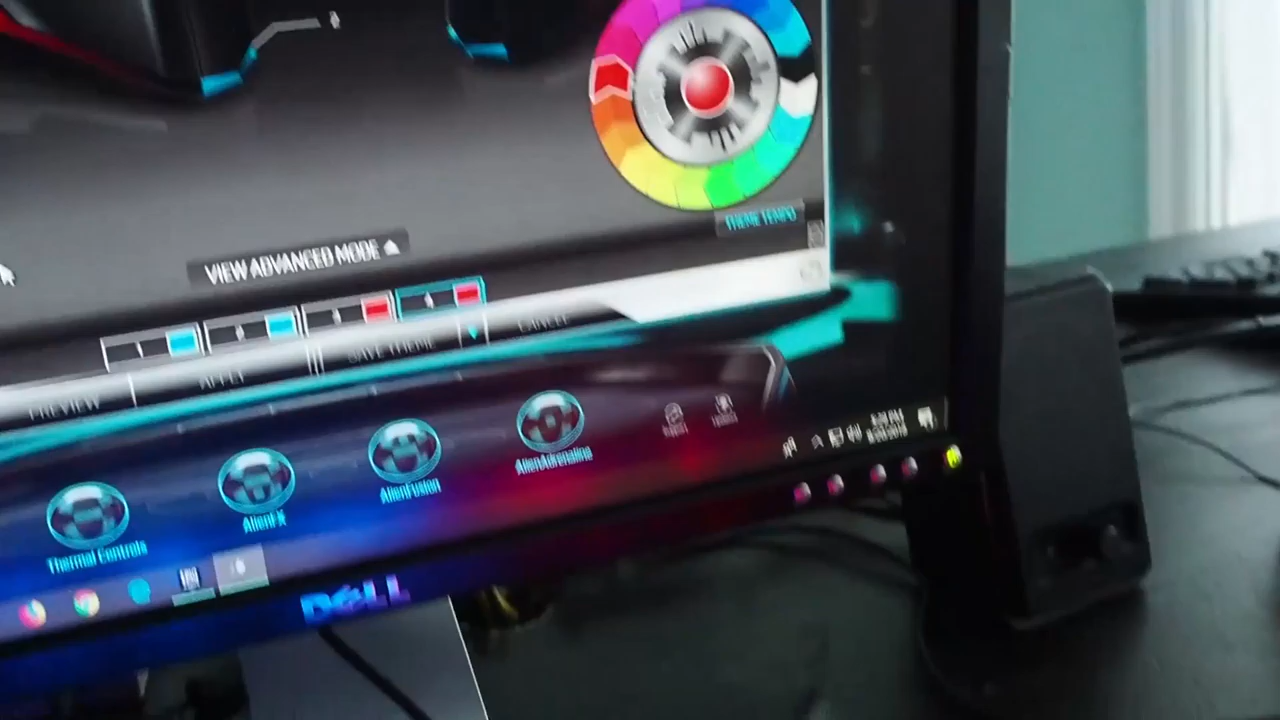 THEME TEMPO
VIEW ADVANCED MODE
CANCEL
SAVE THEME
APPLY
PREVIEW
AlienAdrenaline
AlienFusion
AlienFX
Thermal Controls
DELL